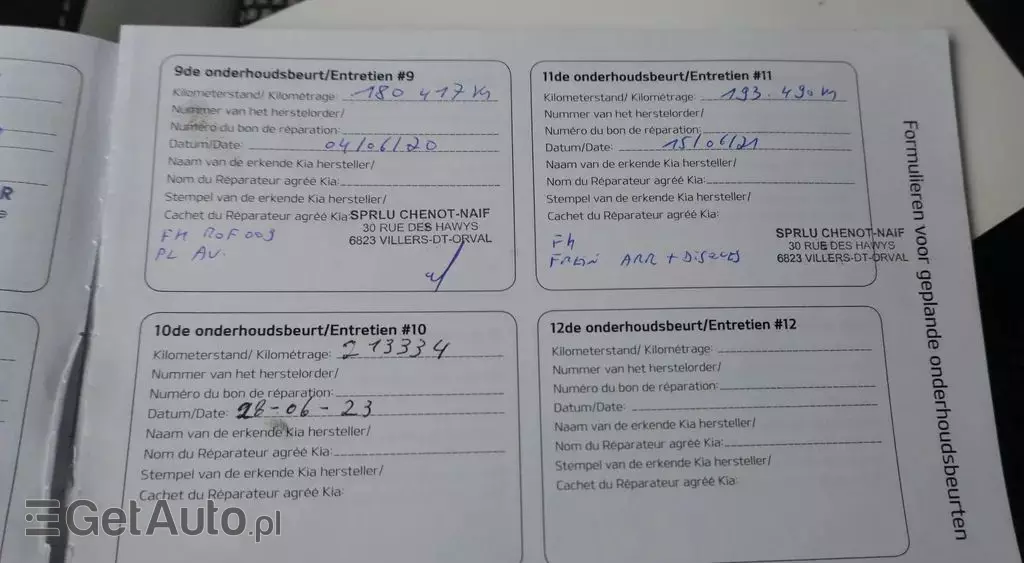 9de onderhoudsbeurt/Entretien #9
Kilometerstand/ Kilométrage: 180 417 km
Nummer van het herstelorder/
Numéro du bon de réparation:
Datum/Date: 04/06/20
Naam van de erkende Kia hersteller/
Nom du Réparateur agréé Kia:
Stempel van de erkende Kia hersteller/
Cachet du Réparateur agréé Kia:
SPRLU CHENOT-NAIF
30 RUE DES HAWYS
6823 VILLERS-DT-ORVAL
FH ROF009
PL AV.
11de onderhoudsbeurt/Entretien #11
Kilometerstand/ Kilométrage: 193.490 km
Nummer van het herstelorder/
Numéro du bon de réparation:
Datum/Date: 15/06/21
Naam van de erkende Kia hersteller/
Nom du Réparateur agréé Kia:
Stempel van de erkende Kia hersteller/
Cachet du Réparateur agréé Kia:
SPRLU CHENOT-NAIF
30 RUE DES HAWYS
6823 VILLERS-DT-ORVAL
FH
FREIN ARR + DISQUES
10de onderhoudsbeurt/Entretien #10
Kilometerstand/ Kilométrage: 213334
Nummer van het herstelorder/
Numéro du bon de réparation:
Datum/Date: 28-06-23
Naam van de erkende Kia hersteller/
Nom du Réparateur agréé Kia:
Stempel van de erkende Kia hersteller/
Cachet du Réparateur agréé Kia:
12de onderhoudsbeurt/Entretien #12
Kilometerstand/ Kilométrage:
Nummer van het herstelorder/
Numéro du bon de réparation:
Datum/Date:
Naam van de erkende Kia hersteller/
Nom du Réparateur agréé Kia:
Stempel van de erkende Kia hersteller/
Cachet du Réparateur agréé Kia:
Formulieren voor geplande onderhoudsbeurten
GetAuto.pl